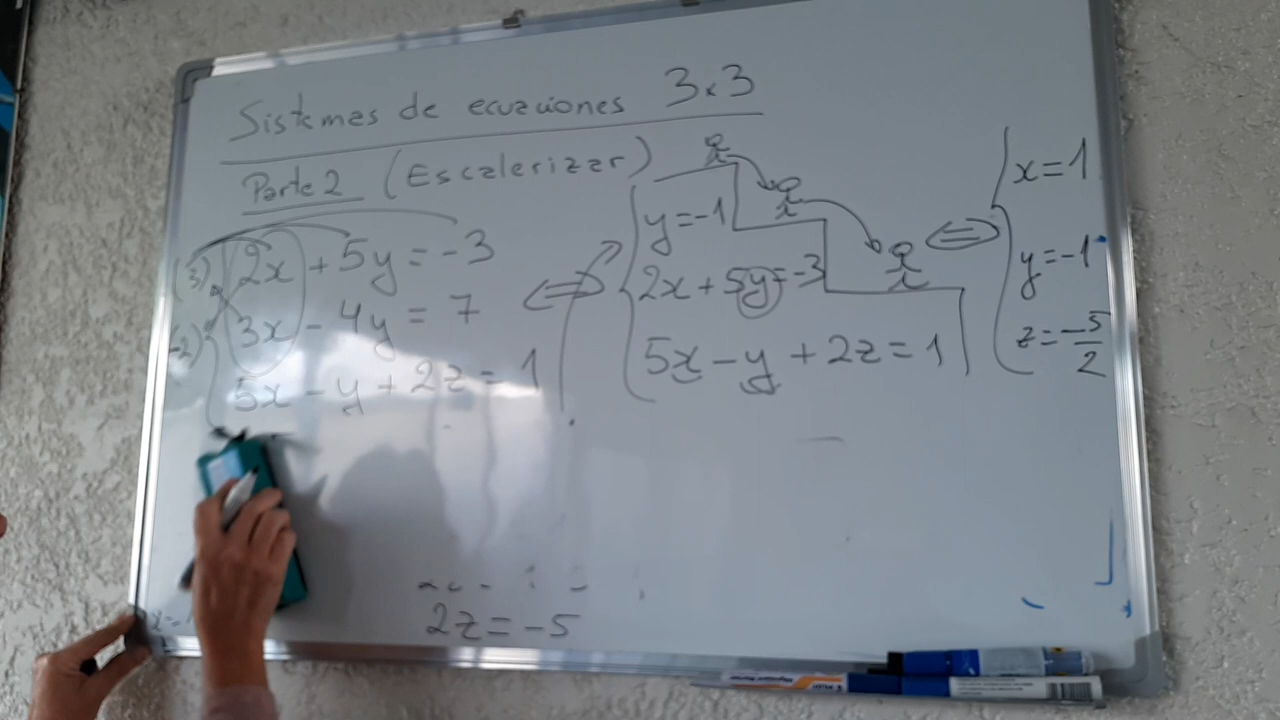 Sistemas de ecuaciones 3x3
Parte 2 (Escalerizar)
(3) 2x + 5y = -3
(-2) 3x - 4y = 7
5x - y + 2z = 1
⇔
y = -1
2x + 5y = -3
5x - y + 2z = 1
⇔
x = 1
y = -1
z = -5/2
2z = -5